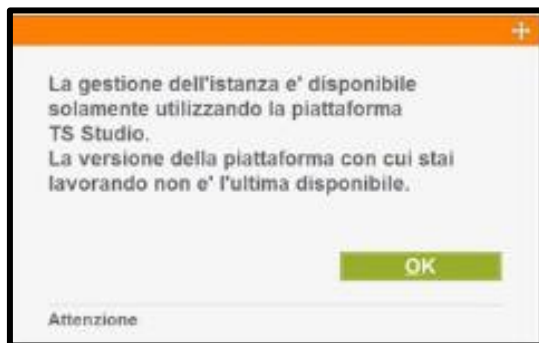 La gestione dell'istanza e' disponibile
solamente utilizzando la piattaforma
TS Studio.
La versione della piattaforma con cui stai
lavorando non e' l'ultima disponibile.
OK
Attenzione